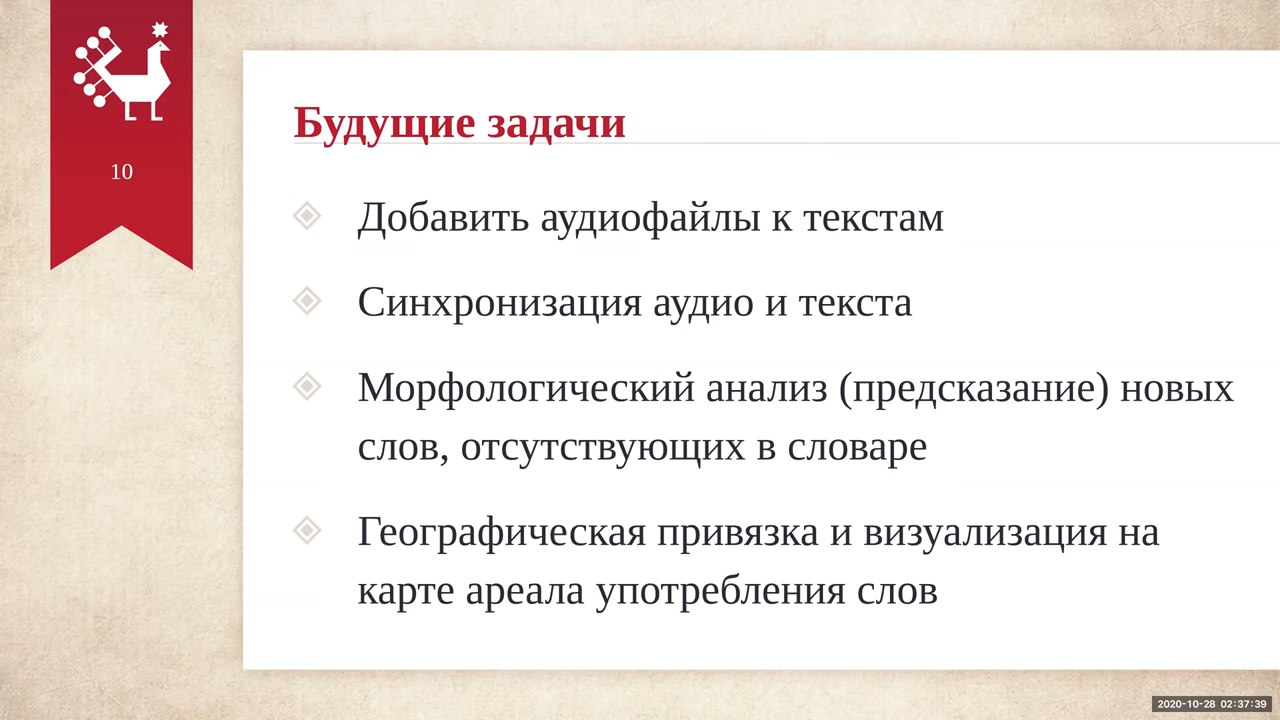 10
Будущие задачи
Добавить аудиофайлы к текстам
Синхронизация аудио и текста
Морфологический анализ (предсказание) новых
слов, отсутствующих в словаре
Географическая привязка и визуализация на
карте ареала употребления слов
2020-10-28 02:37:39